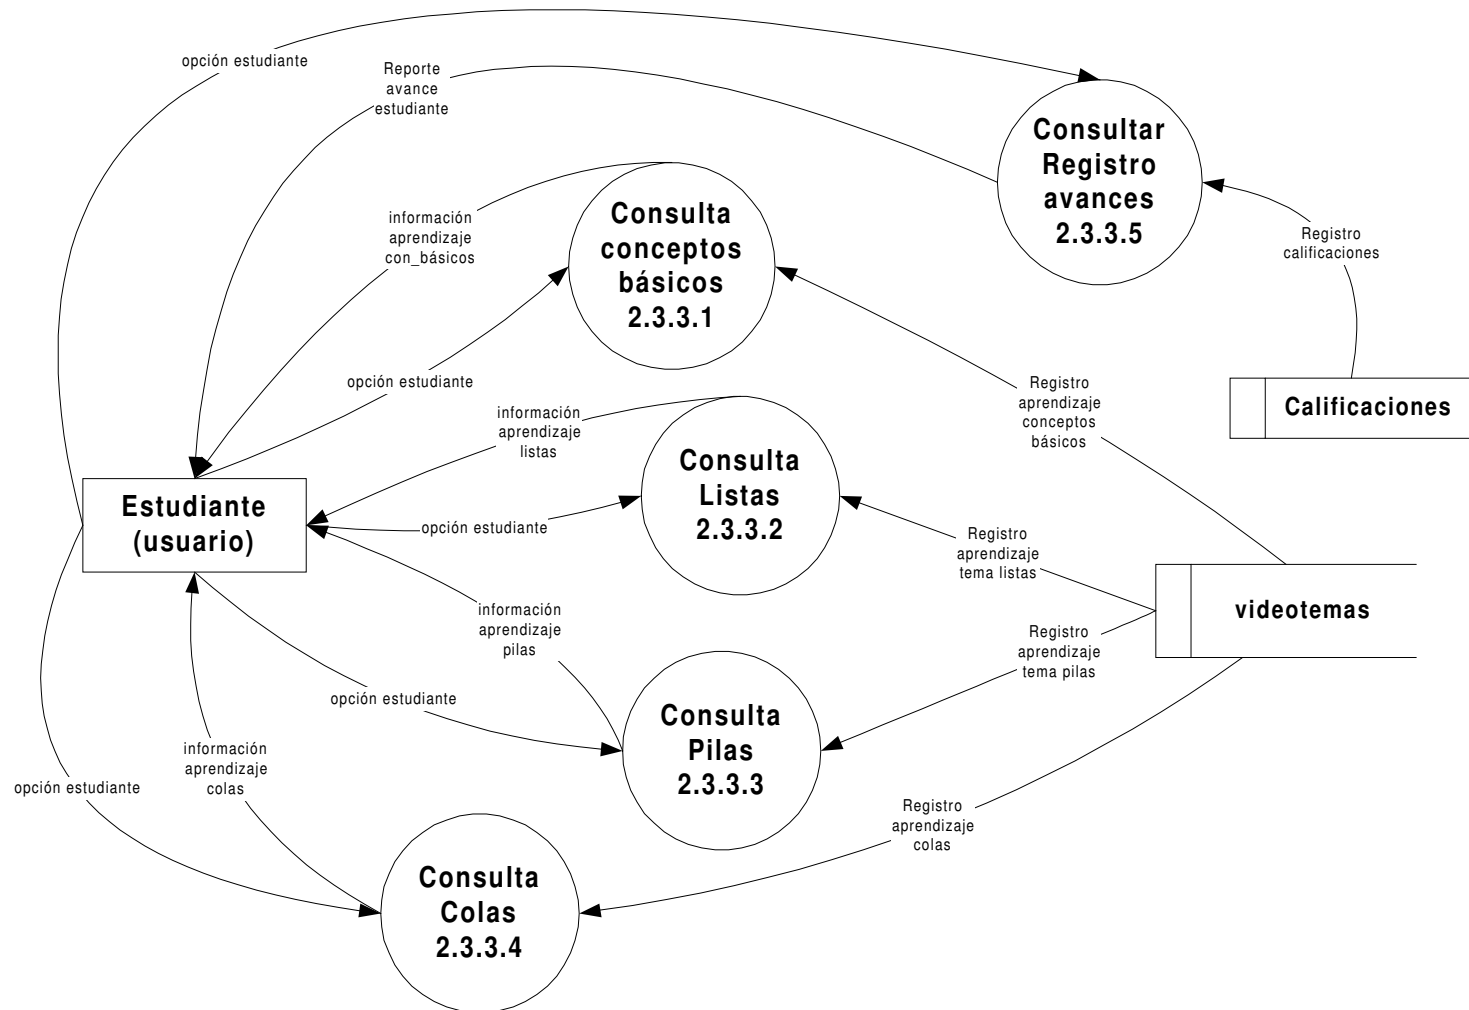 opción estudiante
Reporte
avance
estudiante
Consultar
Registro
avances
2.3.3.5
información
aprendizaje
con_básicos
Consulta
conceptos
básicos
2.3.3.1
Registro
calificaciones
opción estudiante
Registro
aprendizaje
conceptos
básicos
Calificaciones
información
aprendizaje
listas
Consulta
Listas
2.3.3.2
Estudiante
(usuario)
opción estudiante
Registro
aprendizaje
tema listas
videotemas
información
aprendizaje
pilas
Registro
aprendizaje
tema pilas
opción estudiante
Consulta
Pilas
2.3.3.3
información
aprendizaje
colas
opción estudiante
Registro
aprendizaje
colas
Consulta
Colas
2.3.3.4